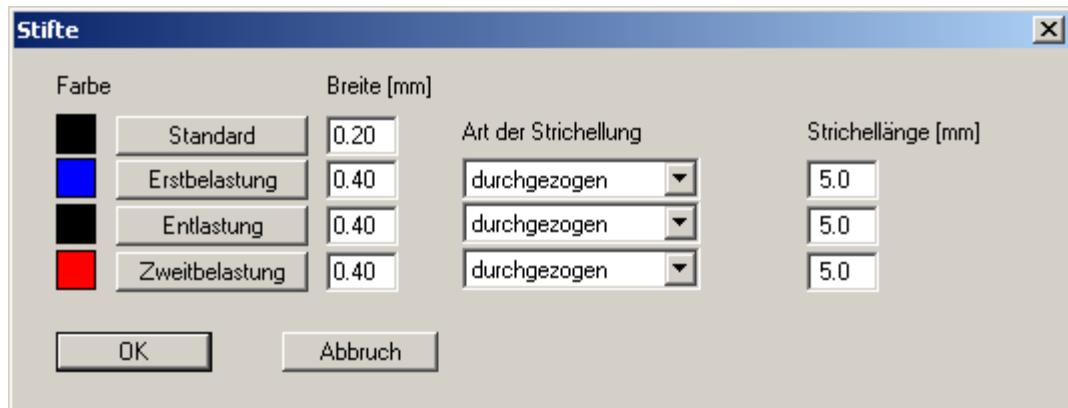 Stifte
Farbe Breite [mm]
Standard 0.20 Art der Strichellung Strichellänge [mm]
Erstbelastung 0.40 durchgezogen 5.0
Entlastung 0.40 durchgezogen 5.0
Zweitbelastung 0.40 durchgezogen 5.0
OK Abbruch